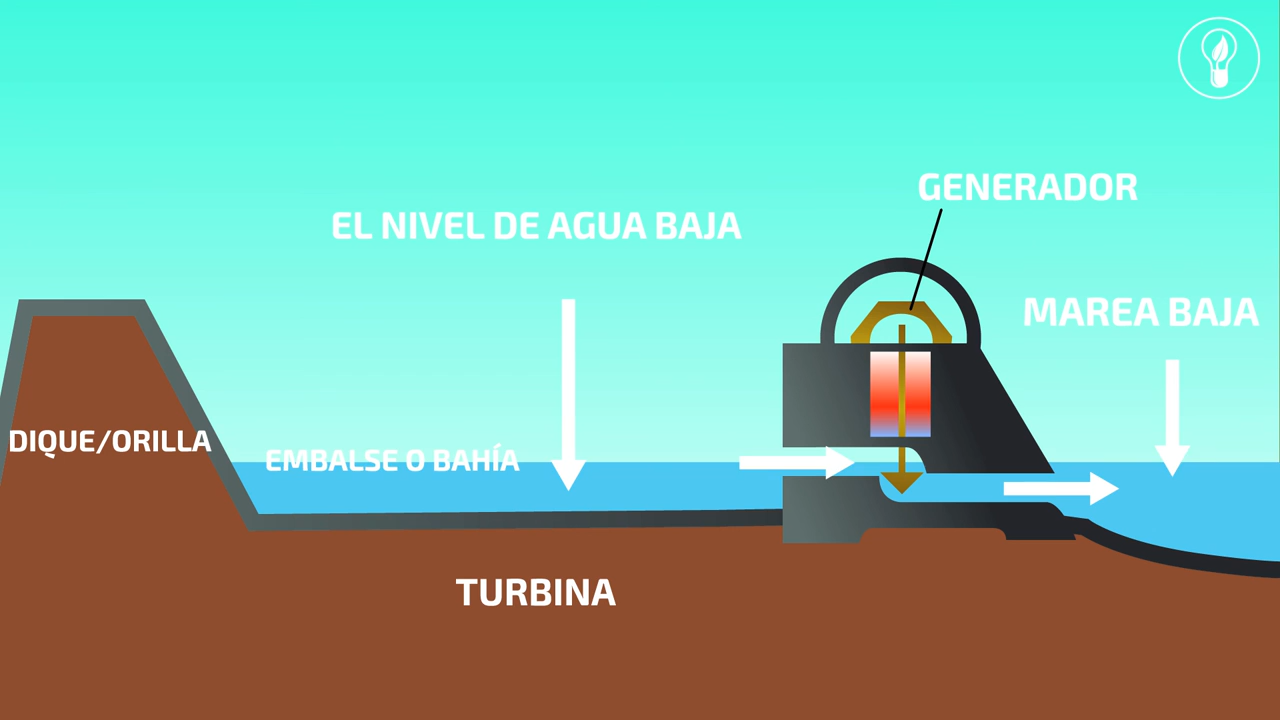 GENERADOR
EL NIVEL DE AGUA BAJA
MAREA BAJA
DIQUE/ORILLA
EMBALSE O BAHÍA
TURBINA